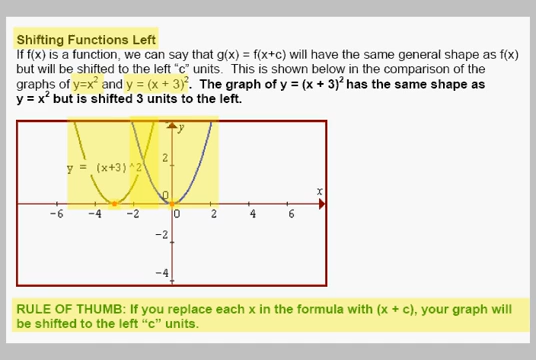 Shifting Functions Left
If f(x) is a function, we can say that g(x) = f(x+c) will have the same general shape as f(x)
but will be shifted to the left “c” units. This is shown below in the comparison of the
graphs of y=x² and y = (x + 3)². The graph of y = (x + 3)² has the same shape as
y = x² but is shifted 3 units to the left.
y
y = (x+3)^2
2
x
0
-6 -4 -2 0 2 4 6
-2
-4
RULE OF THUMB: If you replace each x in the formula with (x + c), your graph will
be shifted to the left “c” units.